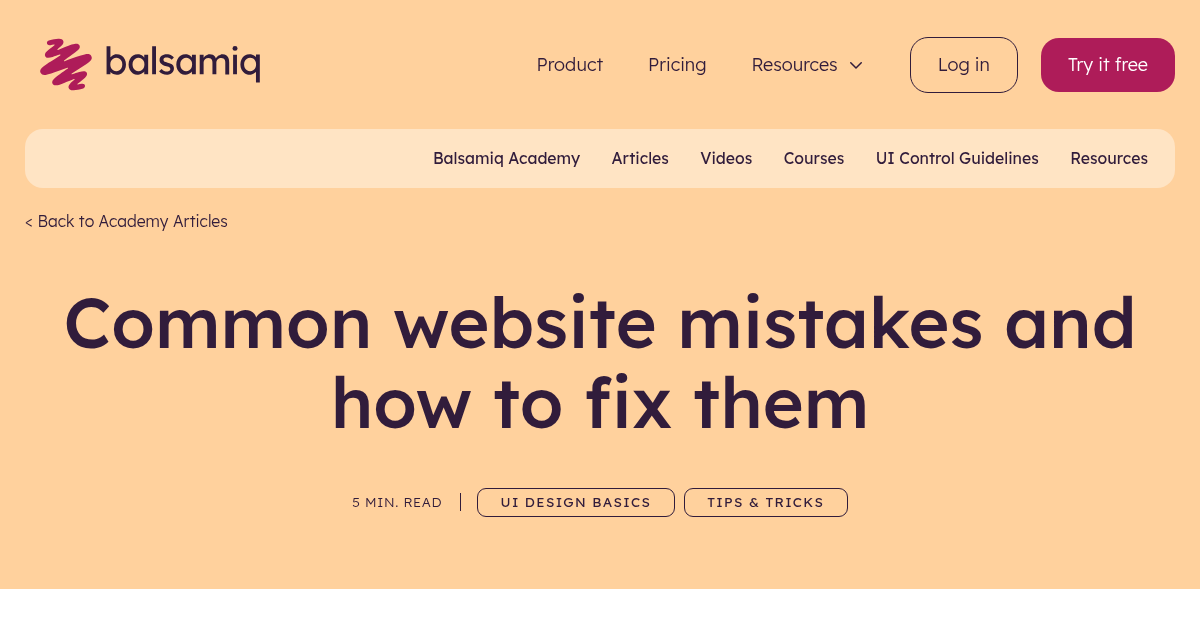 balsamiq
Product
Pricing
Resources
Log in
Try it free
Balsamiq Academy
Articles
Videos
Courses
UI Control Guidelines
Resources
< Back to Academy Articles
Common website mistakes and
how to fix them
5 MIN. READ
UI DESIGN BASICS
TIPS & TRICKS